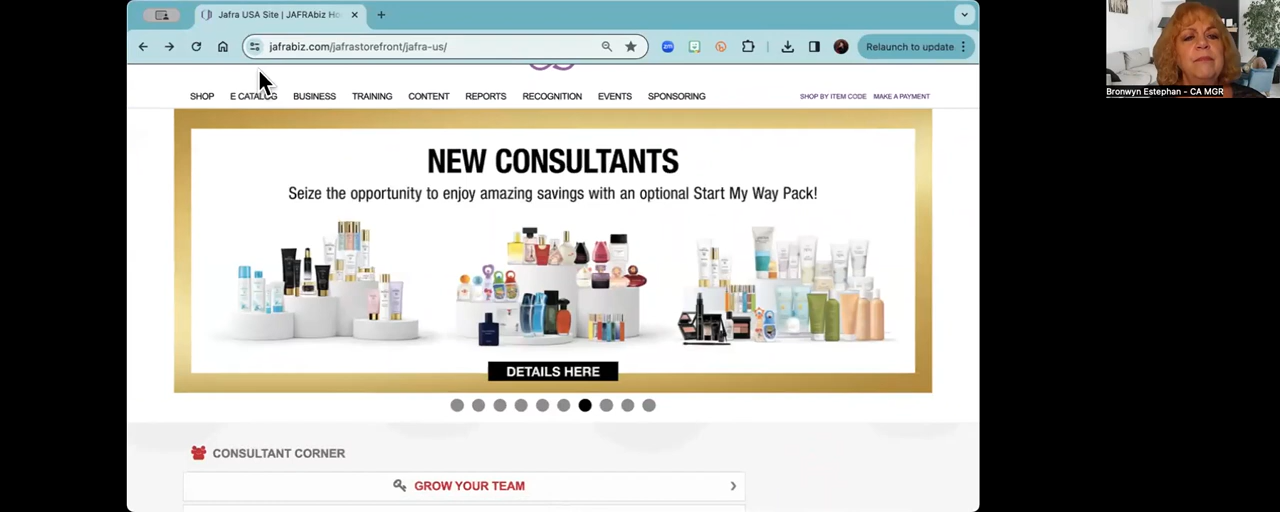 Jafra USA Site | JAFRAbiz Ho
jafrabiz.com/jafrastorefront/jafra-us/
Relaunch to update
SHOP E CATALOG BUSINESS TRAINING CONTENT REPORTS RECOGNITION EVENTS SPONSORING SHOP BY ITEM CODE MAKE A PAYMENT
NEW CONSULTANTS
Seize the opportunity to enjoy amazing savings with an optional Start My Way Pack!
DETAILS HERE
CONSULTANT CORNER
GROW YOUR TEAM
Bronwyn Estephan - CA MGR